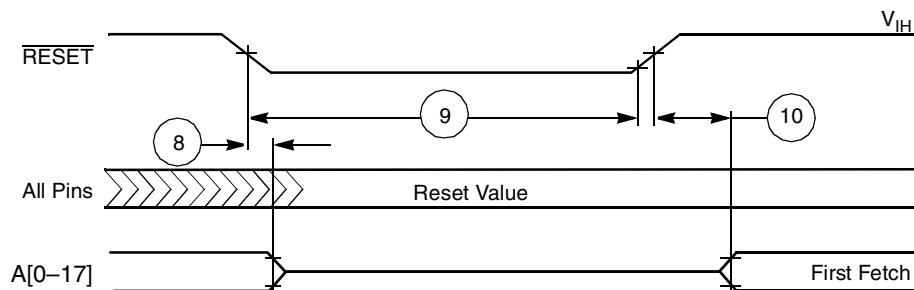 V_IH
RESET
9
10
8
All Pins
Reset Value
A[0–17]
First Fetch